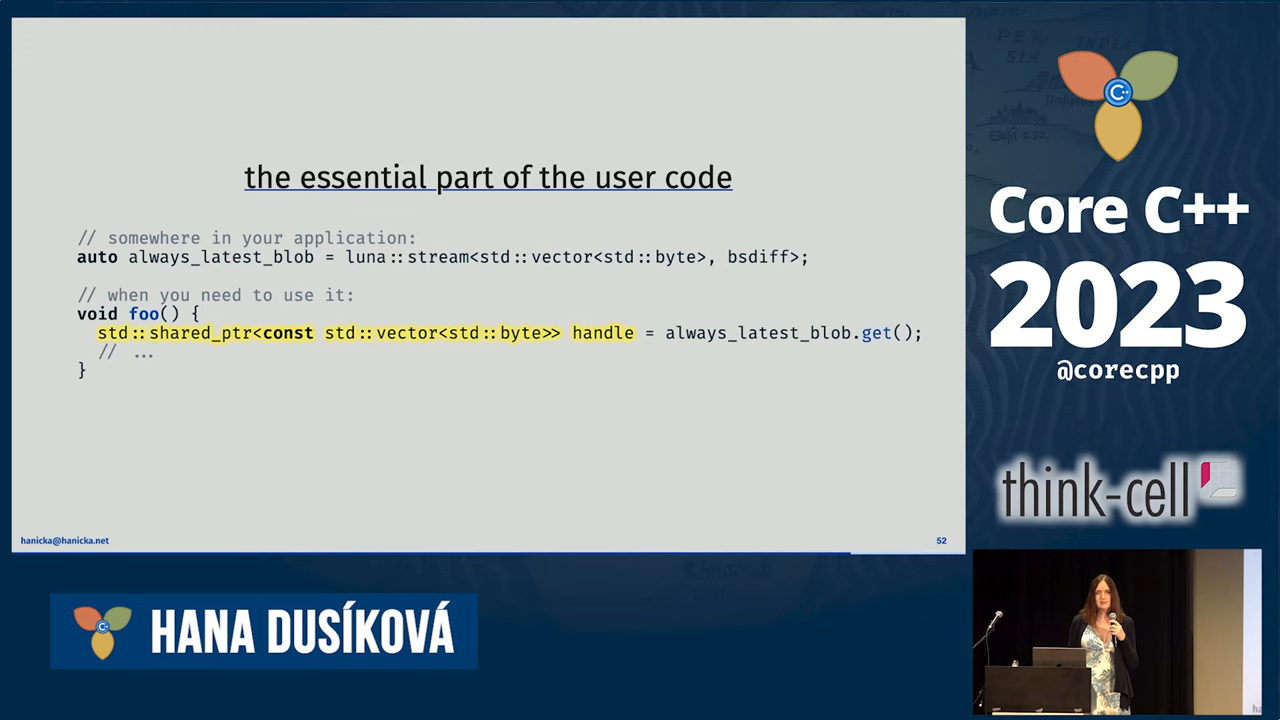 the essential part of the user code
// somewhere in your application:
auto always_latest_blob = luna::stream<std::vector<std::byte>, bsdiff>;
// when you need to use it:
void foo() {
std::shared_ptr<const std::vector<std::byte>> handle = always_latest_blob.get();
// ...
}
hanicka@hanicka.net
52
C++
Core C++
2023
@corecpp
think-cell
C++
HANA DUSÍKOVÁ